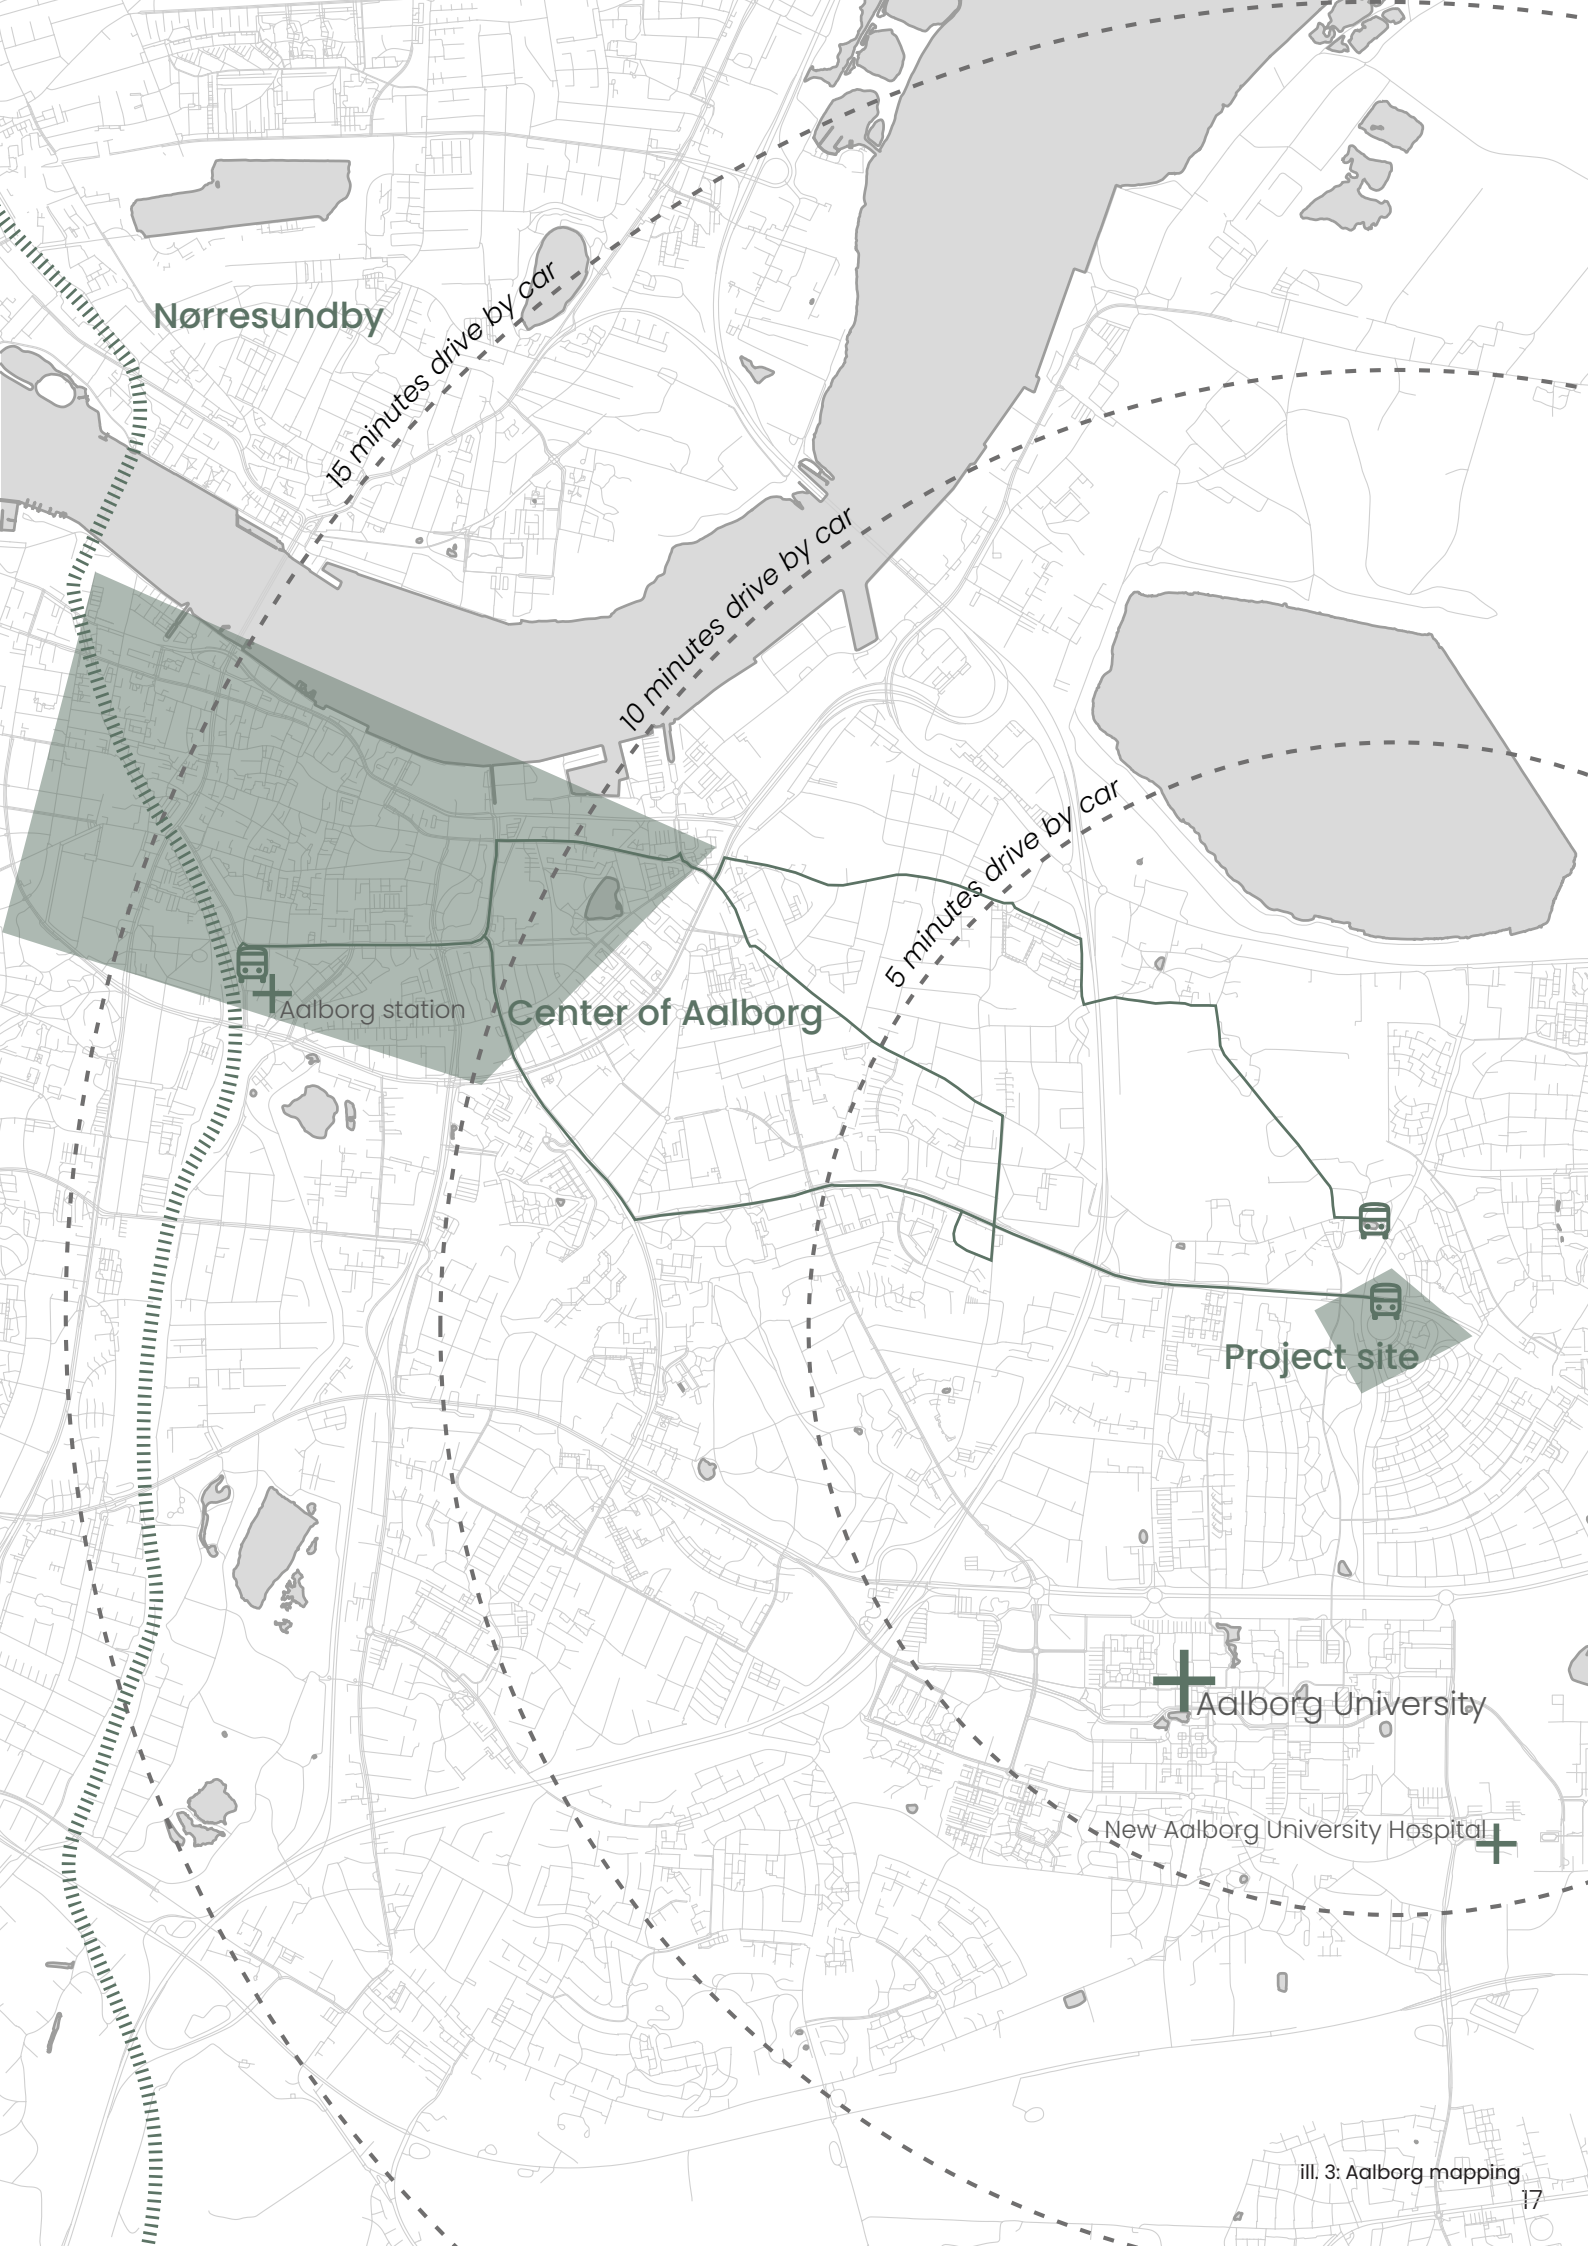 Nørresundby
15 minutes drive by car
10 minutes drive by car
5 minutes drive by car
Aalborg station
Center of Aalborg
Project site
Aalborg University
New Aalborg University Hospital
ill. 3: Aalborg mapping
17